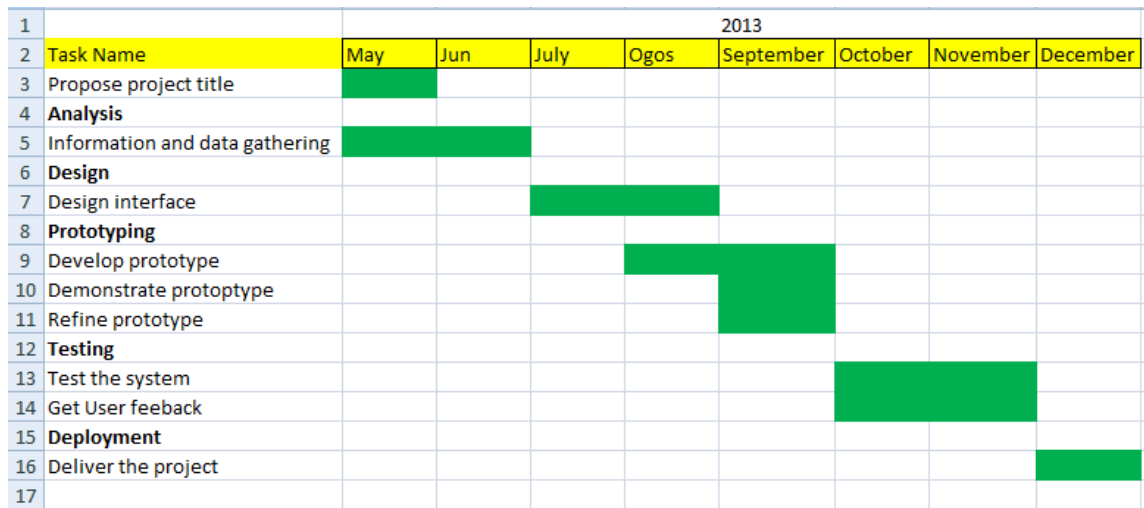 1 2013
2 Task Name May Jun July Ogos September October November December
3 Propose project title
4 Analysis
5 Information and data gathering
6 Design
7 Design interface
8 Prototyping
9 Develop prototype
10 Demonstrate protoptype
11 Refine prototype
12 Testing
13 Test the system
14 Get User feeback
15 Deployment
16 Deliver the project
17